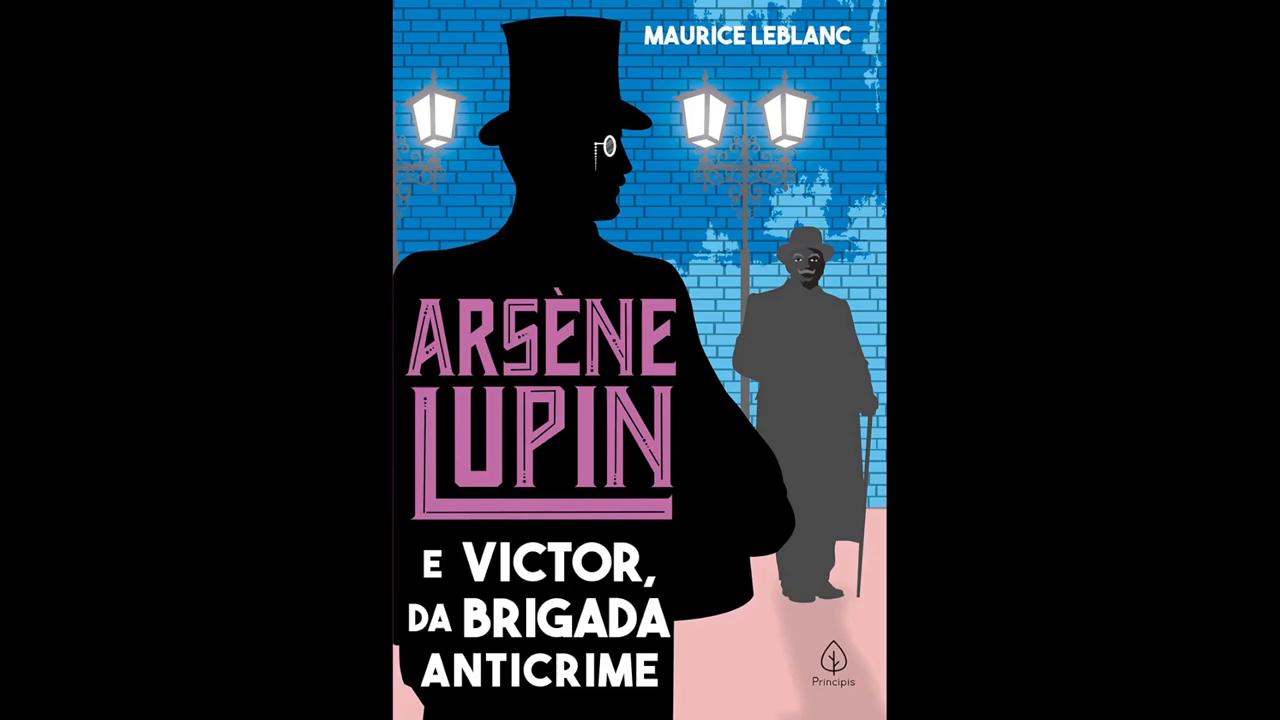 MAURICE LEBLANC
ARSÈNE
LUPIN
E VICTOR,
DA BRIGADA
ANTICRIME
Principis